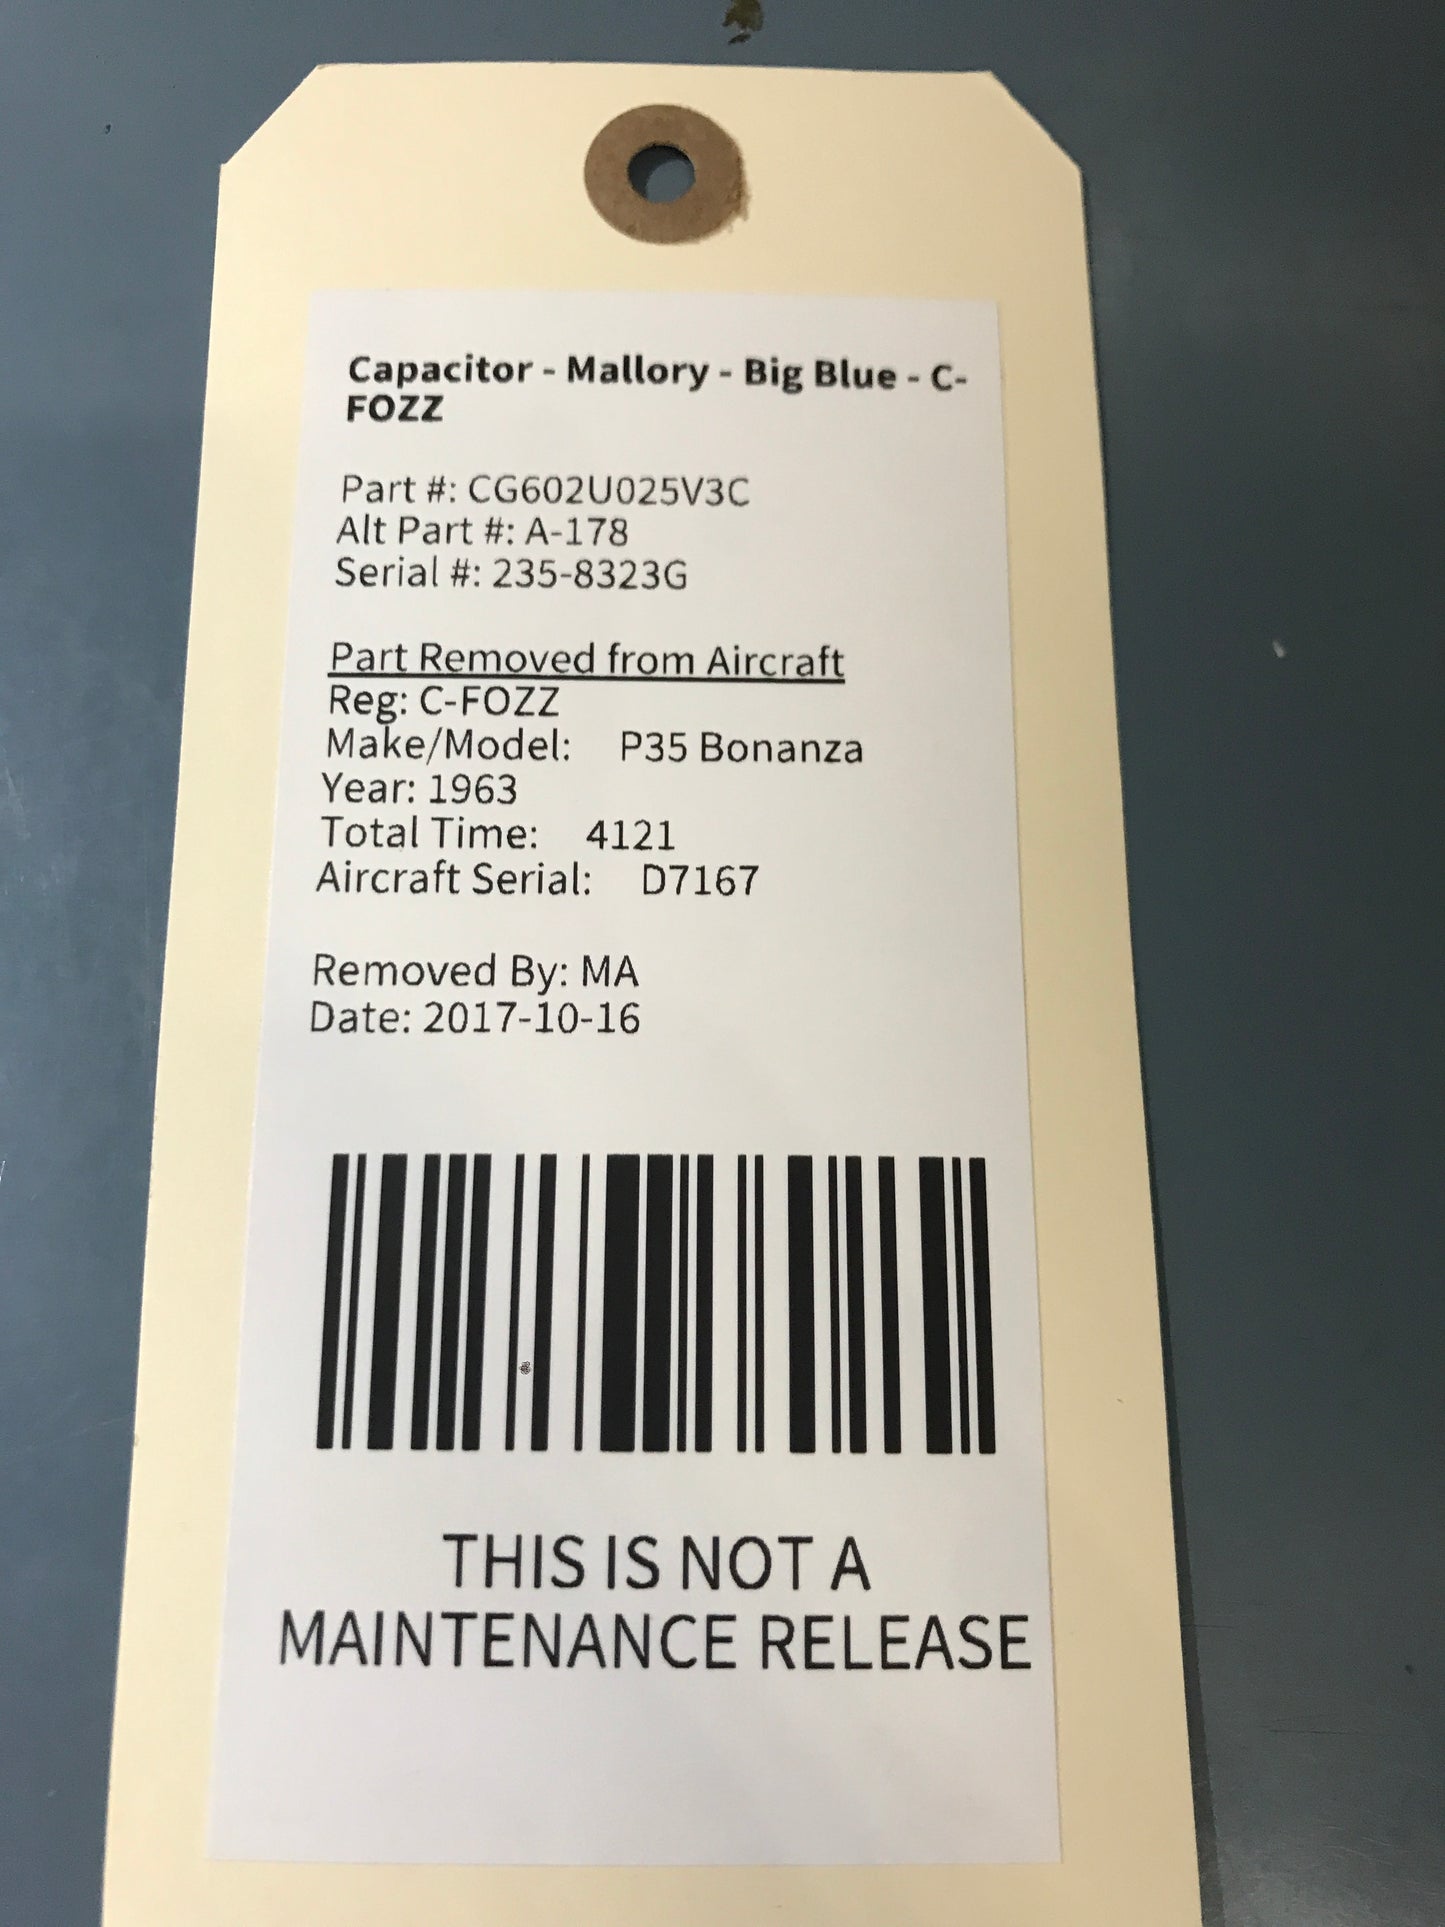 Capacitor - Mallory - Big Blue - C-
FOZZ
Part #: CG602U025V3C
Alt Part #: A-178
Serial #: 235-8323G
Part Removed from Aircraft
Reg: C-FOZZ
Make/Model: P35 Bonanza
Year: 1963
Total Time: 4121
Aircraft Serial: D7167
Removed By: MA
Date: 2017-10-16
THIS IS NOT A
MAINTENANCE RELEASE